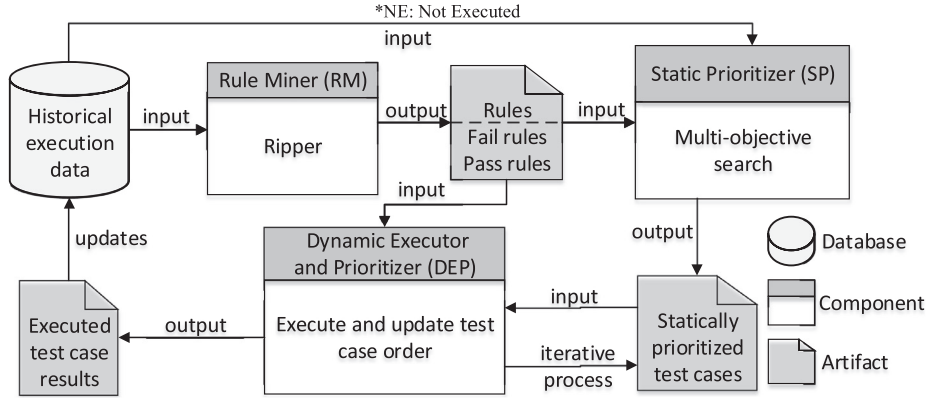 *NE: Not Executed
input
Historical
execution
data
input
Rule Miner (RM)
Ripper
output
Rules
Fail rules
Pass rules
input
Static Prioritizer (SP)
Multi-objective
search
input
updates
Dynamic Executor
and Prioritizer (DEP)
Execute and update test
case order
output
Database
Component
Artifact
Executed
test case
results
output
input
iterative
process
Statically
prioritized
test cases